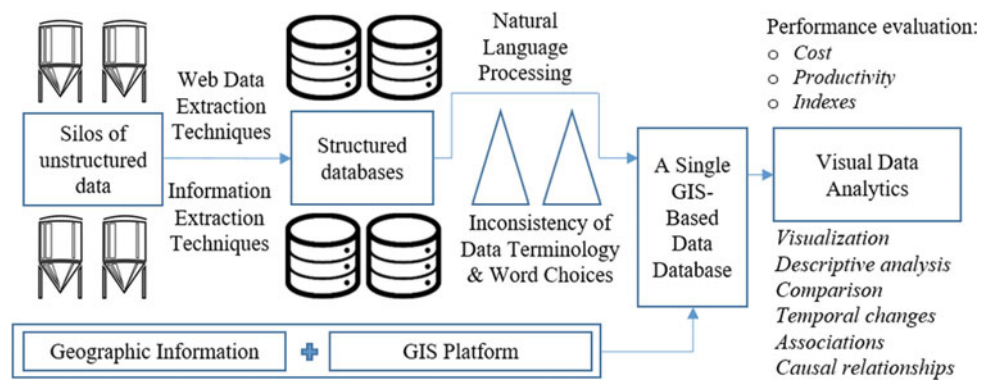 Web Data
Extraction
Techniques
Silos of
unstructured
data
Information
Extraction
Techniques
Structured
databases
Natural
Language
Processing
Inconsistency of
Data Terminology
& Word Choices
A Single
GIS-
Based
Data
Database
Performance evaluation:
o Cost
o Productivity
o Indexes
Visual Data
Analytics
Visualization
Descriptive analysis
Comparison
Temporal changes
Associations
Causal relationships
Geographic Information
GIS Platform